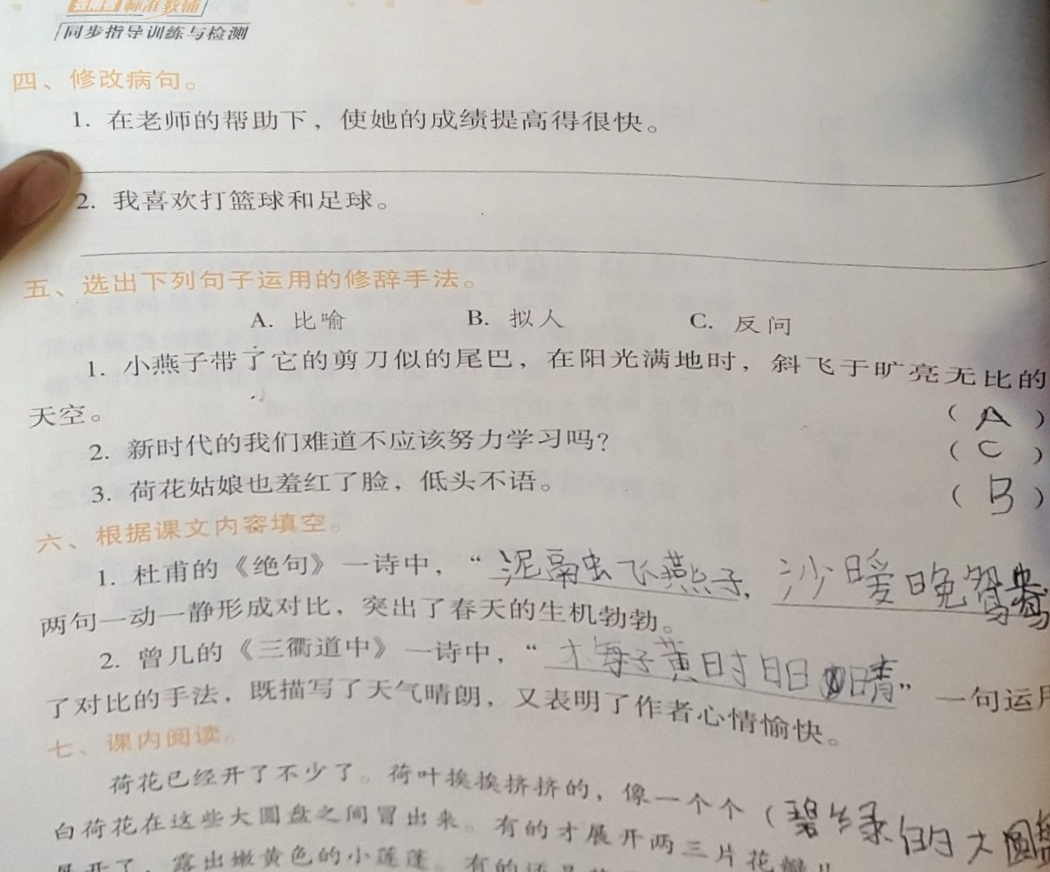 标准教辅
同步指导训练与检测
四、修改病句。
1. 在老师的帮助下，使她的成绩提高得很快。
2. 我喜欢打篮球和足球。
五、选出下列句子运用的修辞手法。
A. 比喻 B. 拟人 C. 反问
1. 小燕子带了它的剪刀似的尾巴，在阳光满地时，斜飞于旷亮无比的
天空。 （ A ）
2. 新时代的我们难道不应该努力学习吗？ （ C ）
3. 荷花姑娘也羞红了脸，低头不语。 （ B ）
六、根据课文内容填空。
1. 杜甫的《绝句》一诗中，“泥融飞燕子，沙暖晚鸳鸯
两句一动一静形成对比，突出了春天的生机勃勃。
2. 曾几的《三衢道中》一诗中，“ 子黄时日日晴” 一句运用
了对比的手法，既描写了天气晴朗，又表明了作者心情愉快。
七、课内阅读。
荷花已经开了不少了。荷叶挨挨挤挤的，像一个个（碧绿的大圆盘
白荷花在这些大圆盘之间冒出来。有的才展开两三片花瓣儿
展开了，露出嫩黄色的小莲蓬。有的还是